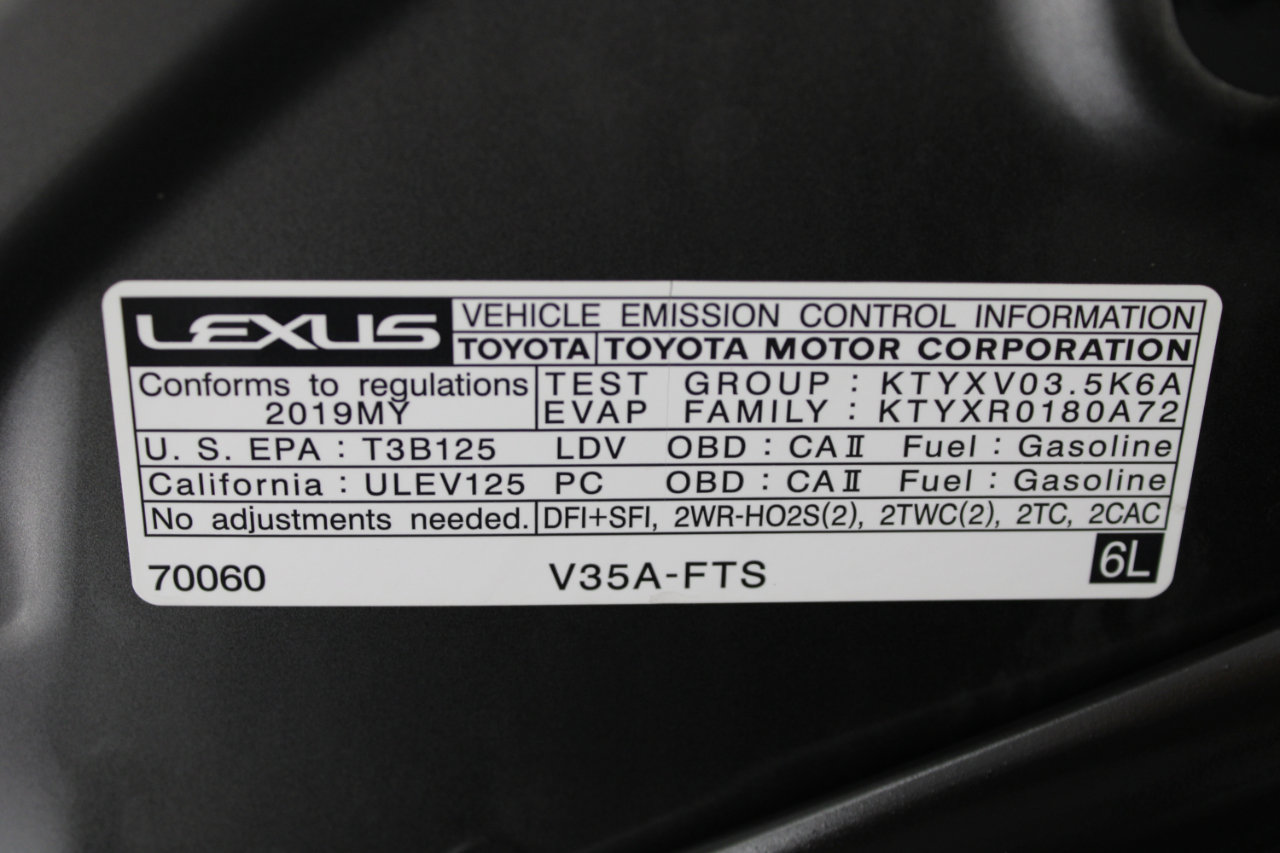 LEXUS
VEHICLE EMISSION CONTROL INFORMATION
TOYOTA TOYOTA MOTOR CORPORATION
Conforms to regulations
2019MY
TEST GROUP : KTYXV03.5K6A
EVAP FAMILY : KTYXR0180A72
U. S. EPA : T3B125 LDV OBD : CAⅡ Fuel : Gasoline
California : ULEV125 PC OBD : CAⅡ Fuel : Gasoline
No adjustments needed. DFI+SFI, 2WR-HO2S(2), 2TWC(2), 2TC, 2CAC
70060 V35A-FTS 6L